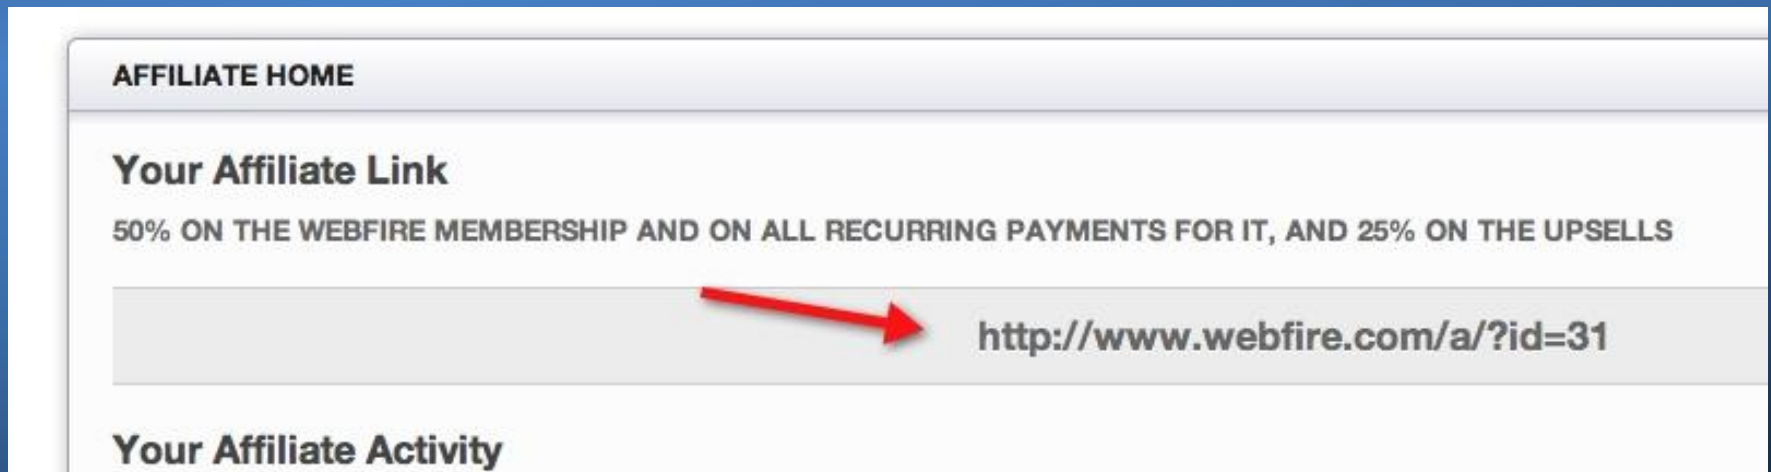 AFFILIATE HOME
Your Affiliate Link
50% ON THE WEBFIRE MEMBERSHIP AND ON ALL RECURRING PAYMENTS FOR IT, AND 25% ON THE UPSELLS
http://www.webfire.com/a/?id=31
Your Affiliate Activity